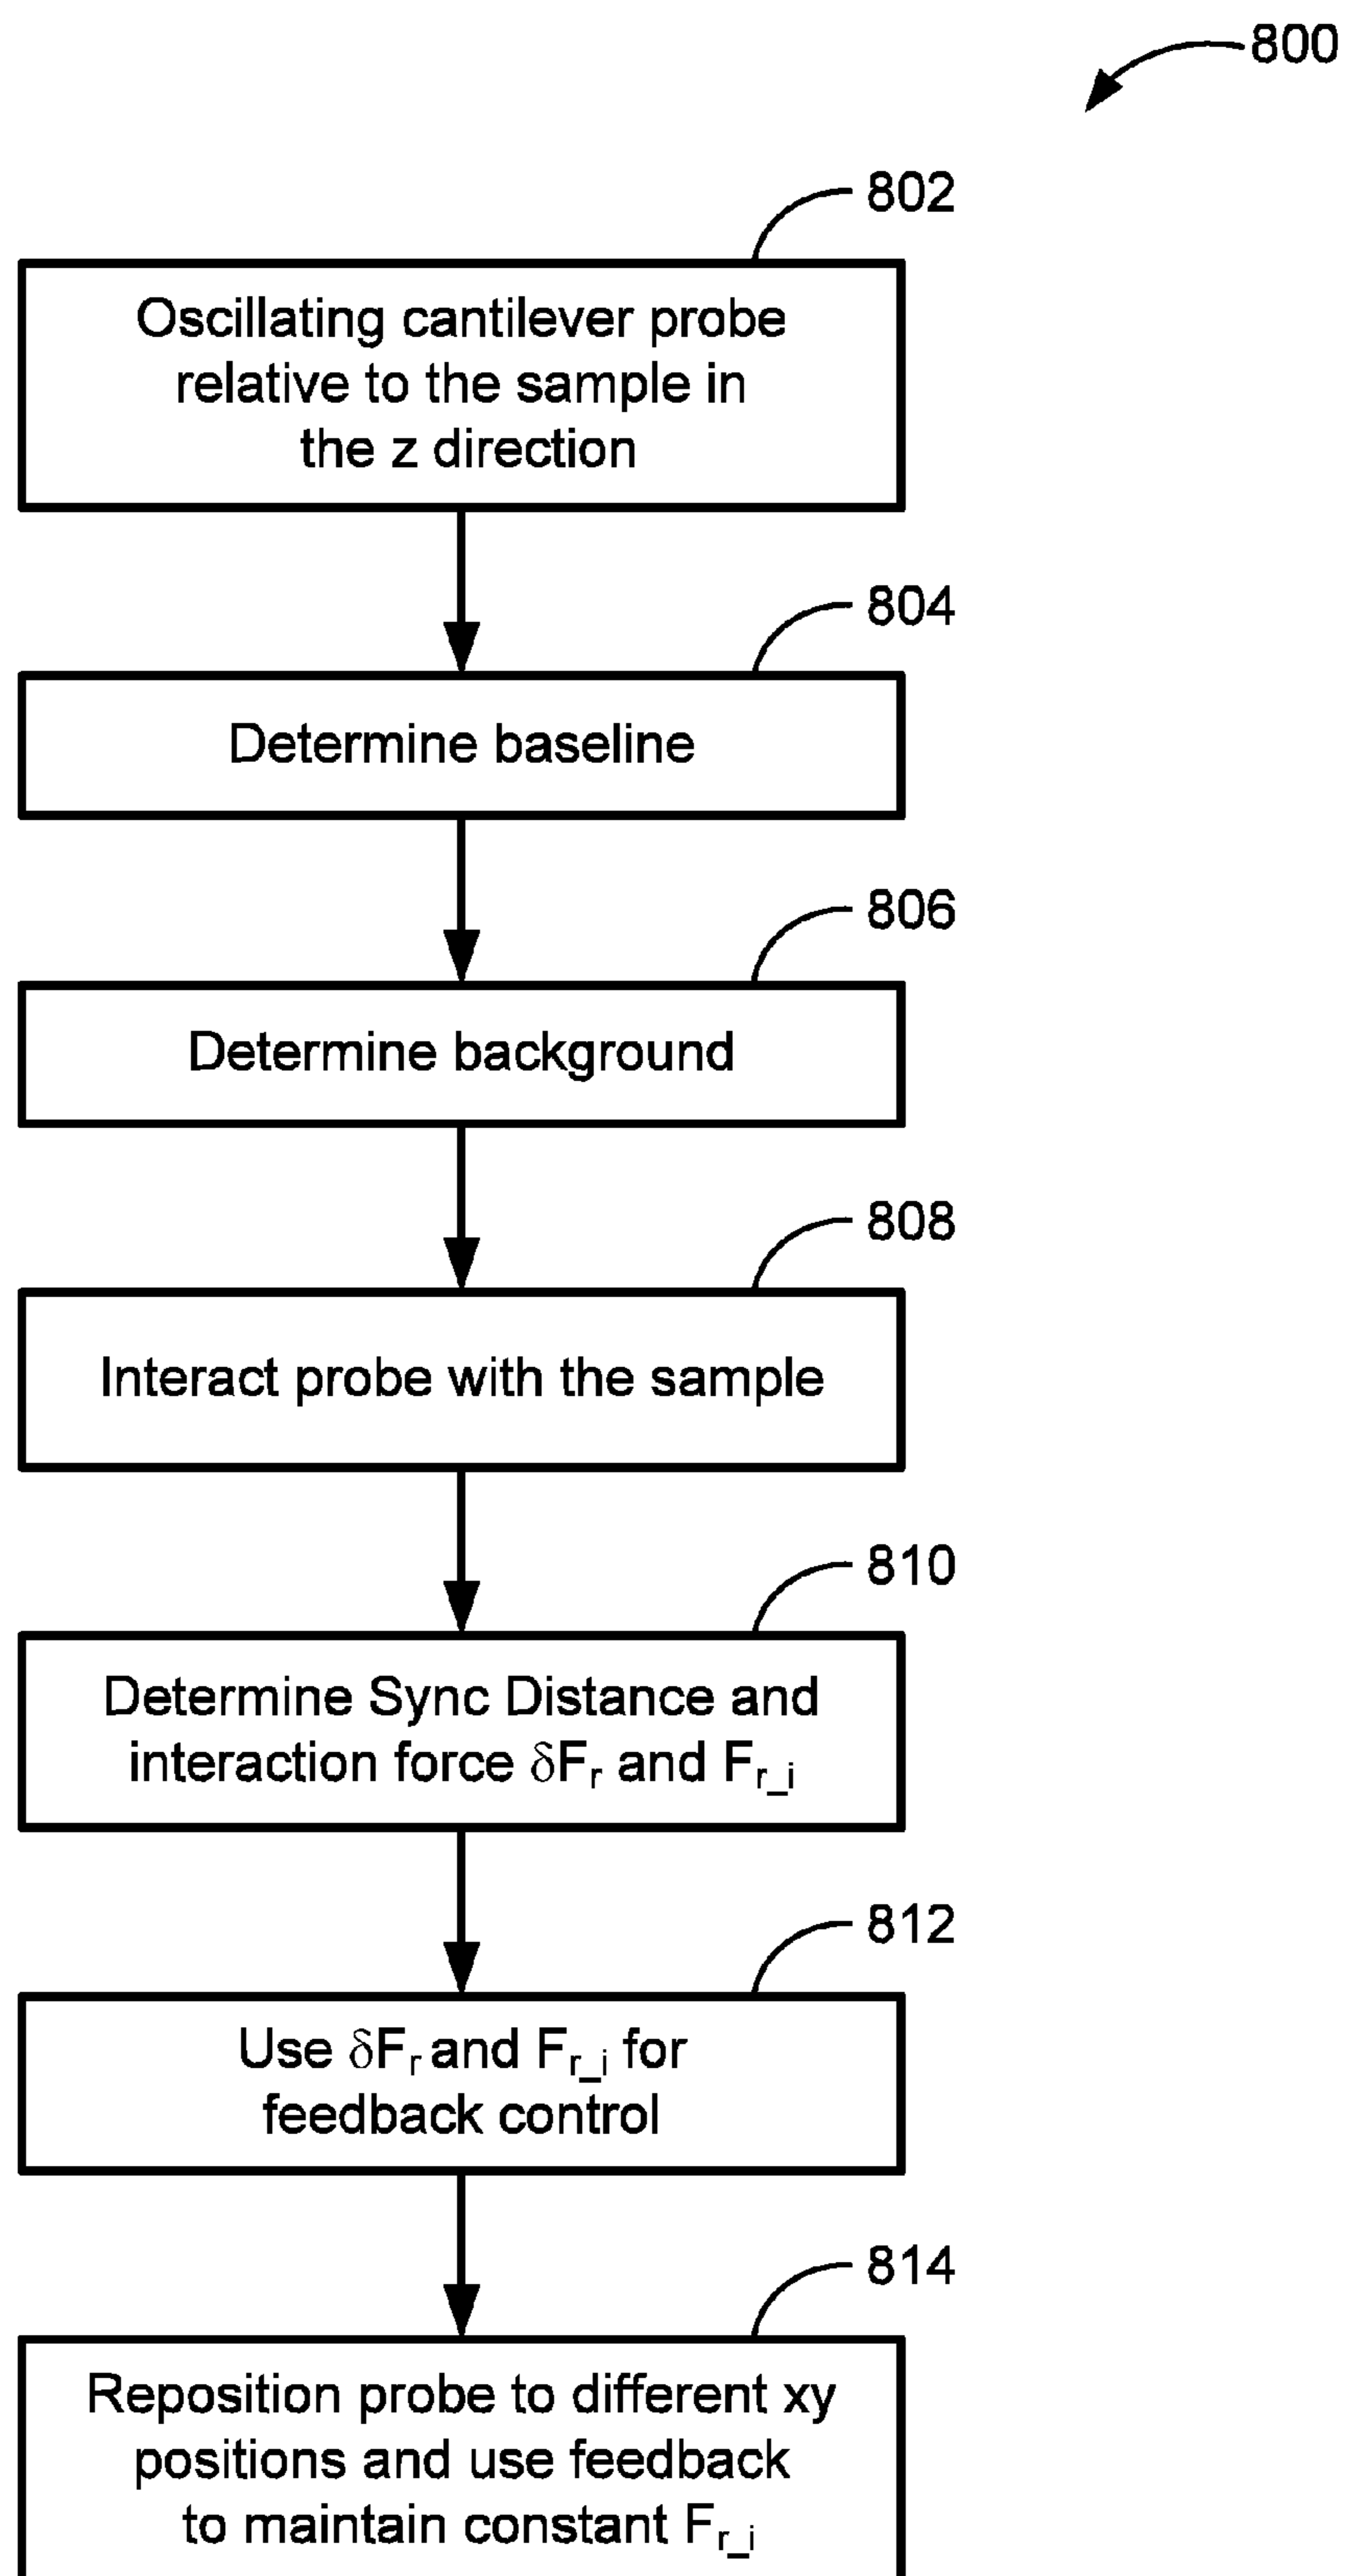 800
802
Oscillating cantilever probe
relative to the sample in
the z direction
804
Determine baseline
806
Determine background
808
Interact probe with the sample
810
Determine Sync Distance and
interaction force δFr and Fr_i
812
Use δFr and Fr_i for
feedback control
814
Reposition probe to different xy
positions and use feedback
to maintain constant Fr_i